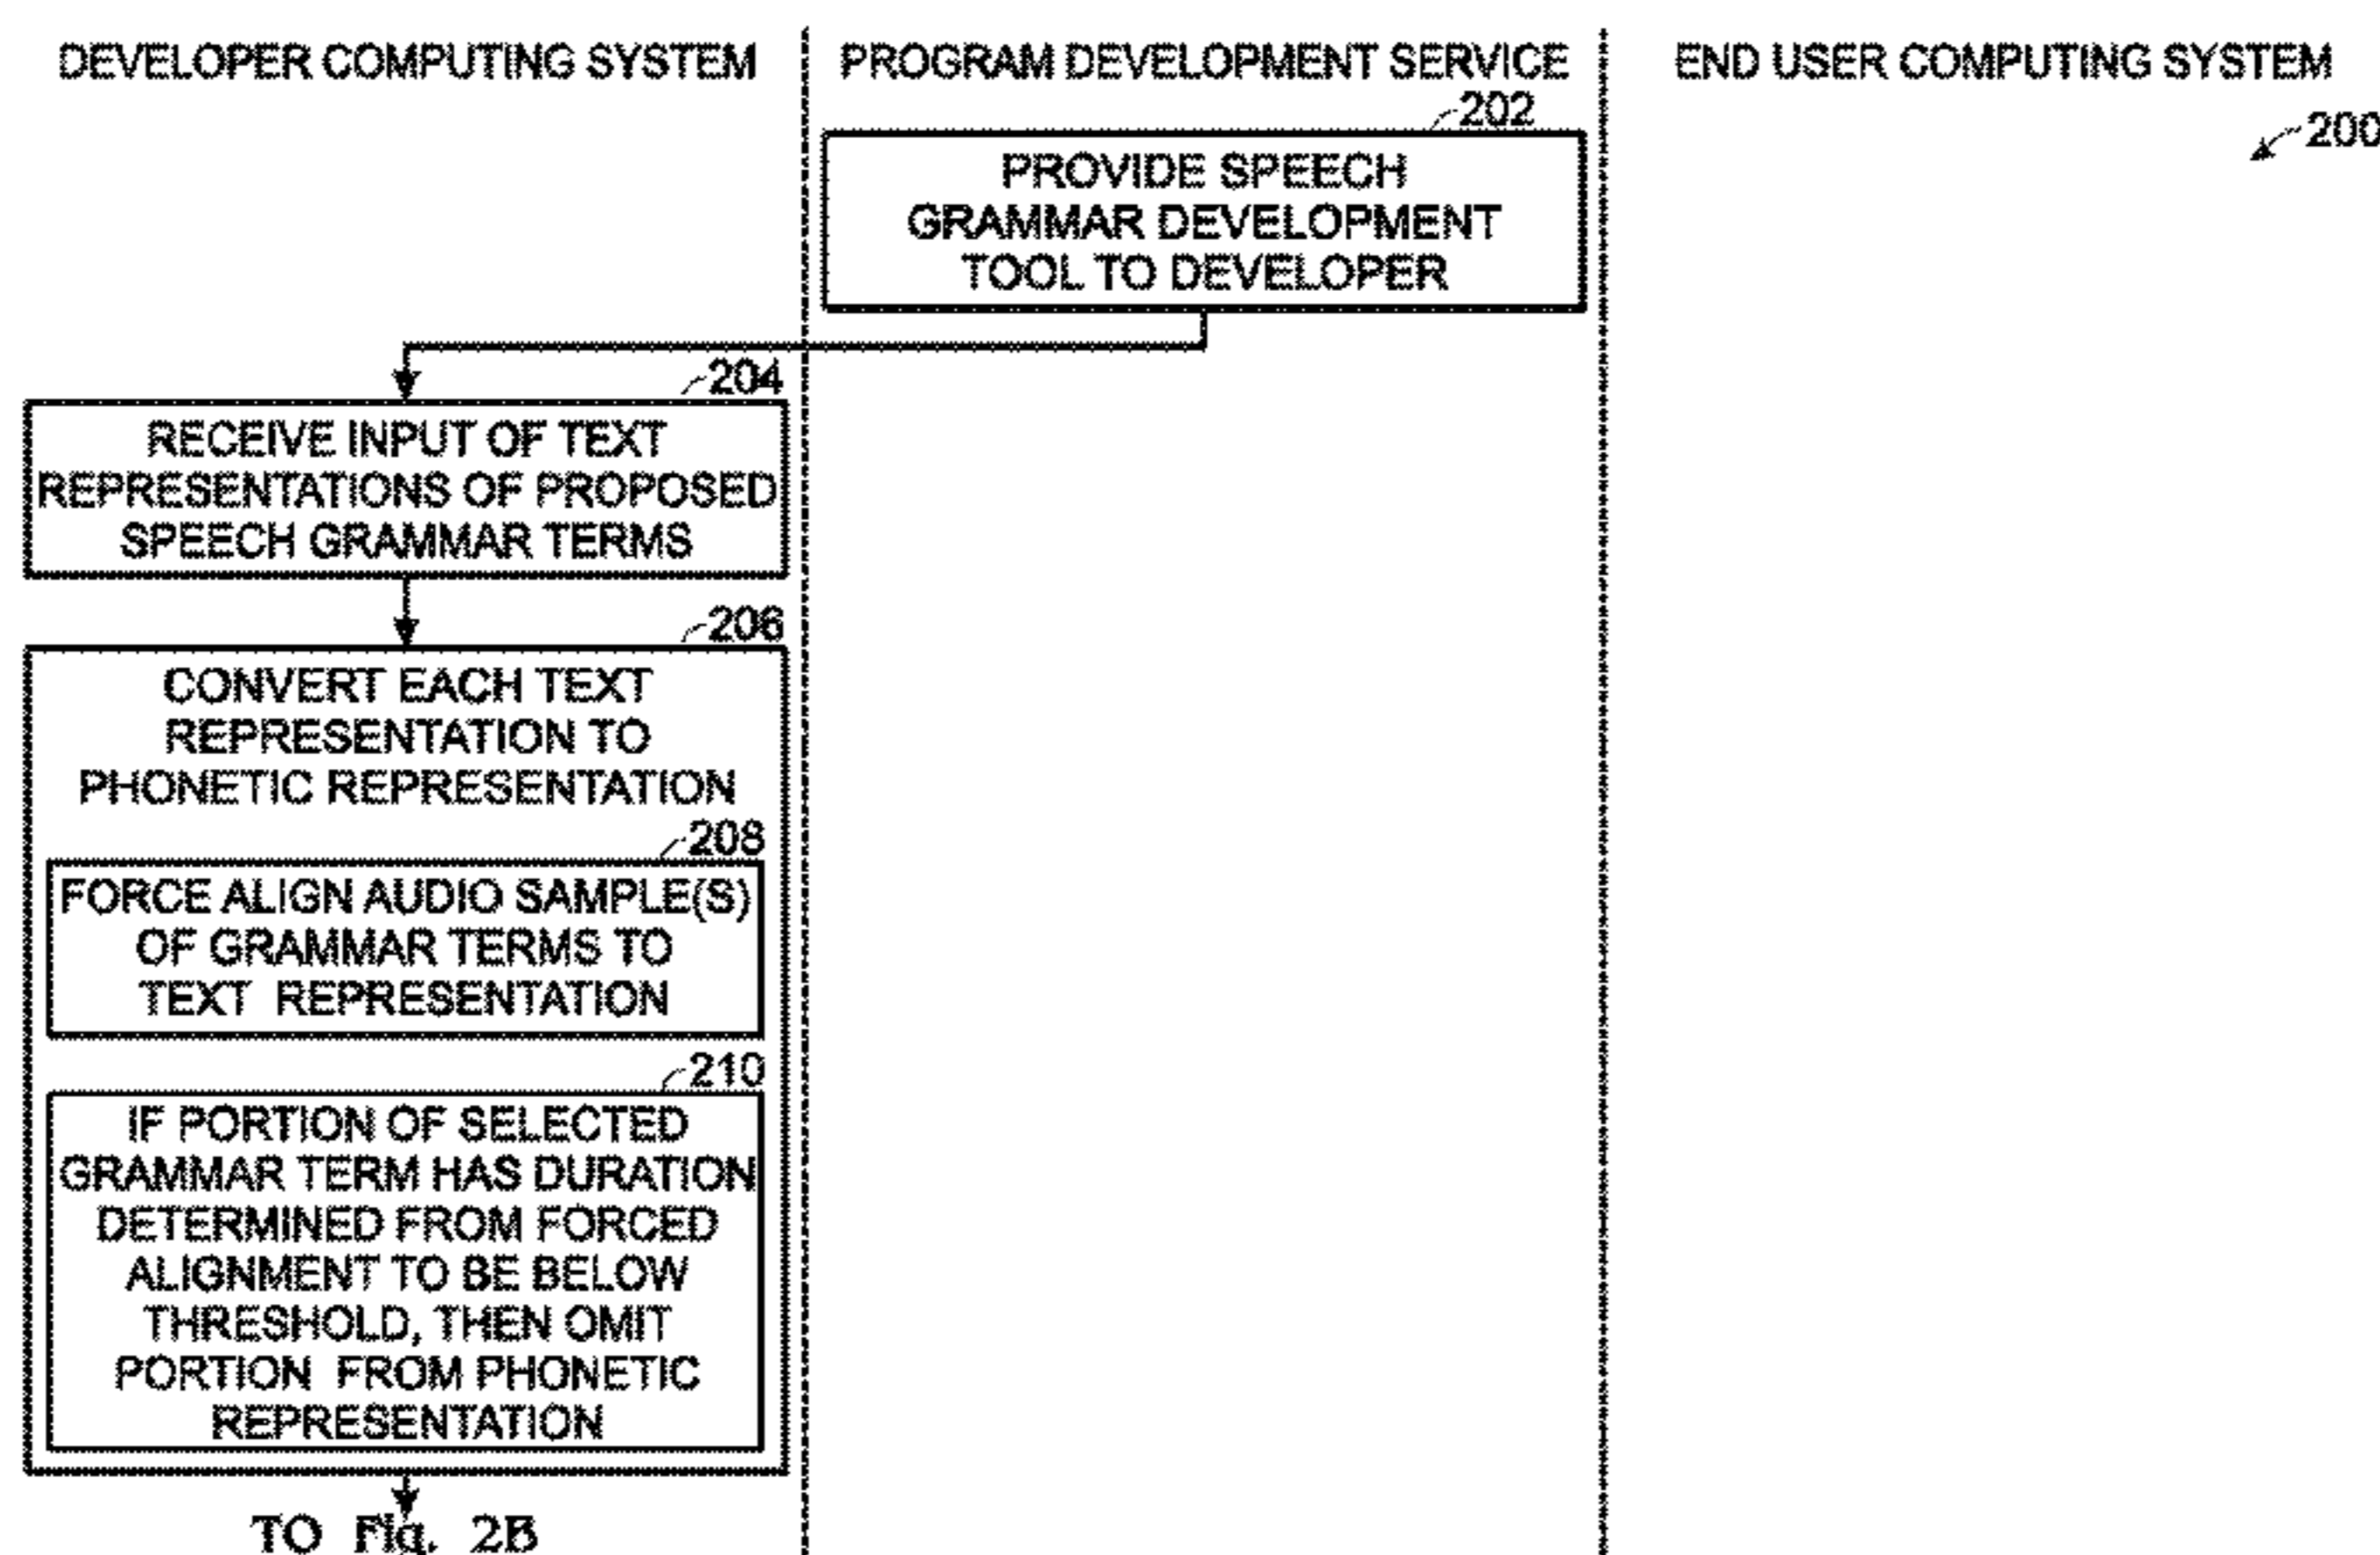 DEVELOPER COMPUTING SYSTEM
PROGRAM DEVELOPMENT SERVICE
END USER COMPUTING SYSTEM
200
202
PROVIDE SPEECH
GRAMMAR DEVELOPMENT
TOOL TO DEVELOPER
204
RECEIVE INPUT OF TEXT
REPRESENTATIONS OF PROPOSED
SPEECH GRAMMAR TERMS
206
CONVERT EACH TEXT
REPRESENTATION TO
PHONETIC REPRESENTATION
208
FORCE ALIGN AUDIO SAMPLE(S)
OF GRAMMAR TERMS TO
TEXT REPRESENTATION
210
IF PORTION OF SELECTED
GRAMMAR TERM HAS DURATION
DETERMINED FROM FORCED
ALIGNMENT TO BE BELOW
THRESHOLD, THEN OMIT
PORTION FROM PHONETIC
REPRESENTATION
TO Fig. 2B